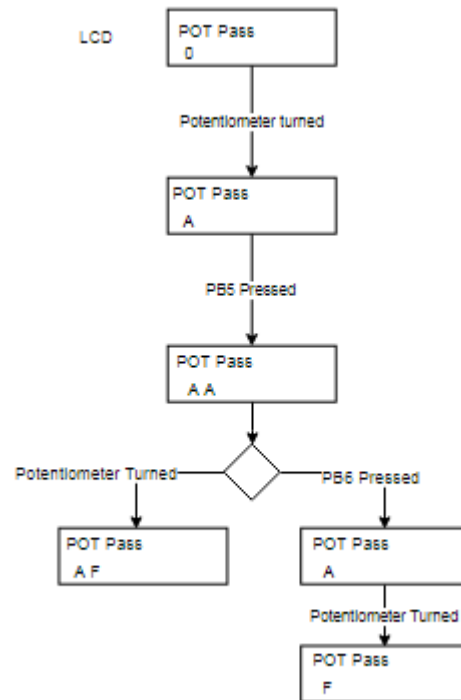 LCD
POT Pass
0
Potentiometer turned
POT Pass
A
PB5 Pressed
POT Pass
A A
Potentiometer Turned
PB6 Pressed
POT Pass
A F
POT Pass
A
Potentiometer Turned
POT Pass
F